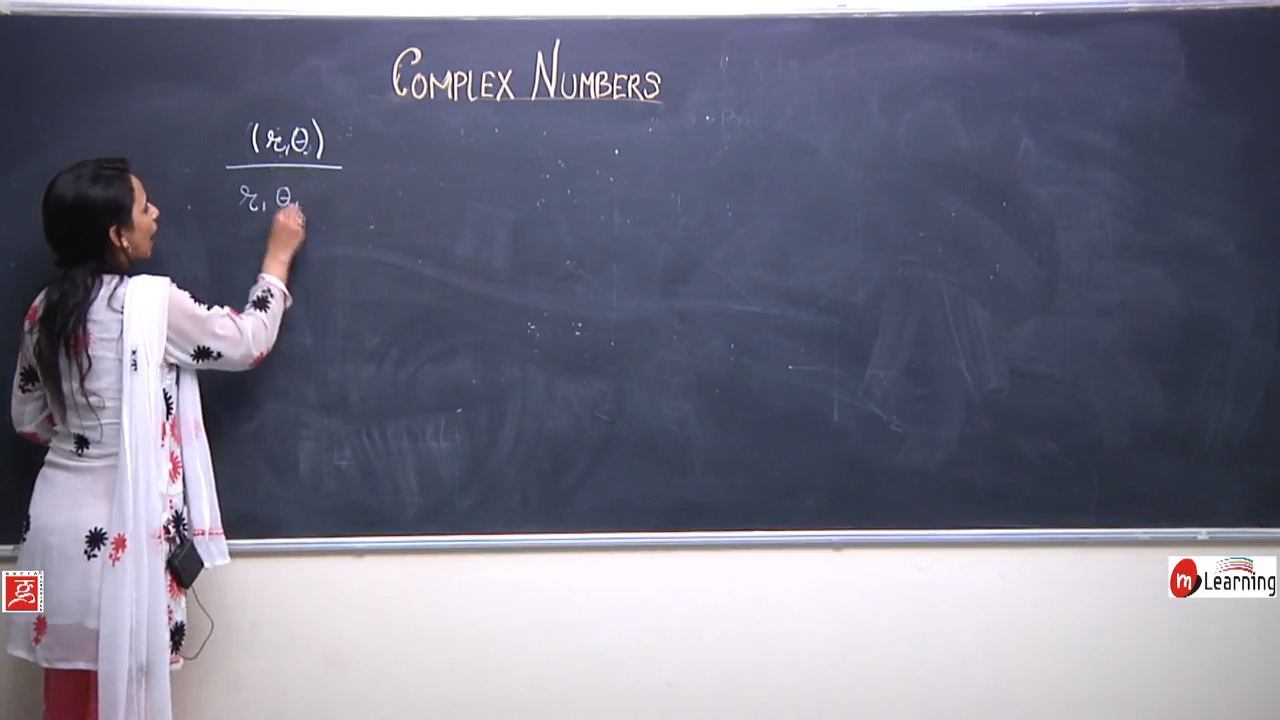 COMPLEX NUMBERS
(r, θ)
r, θ,
m Learning